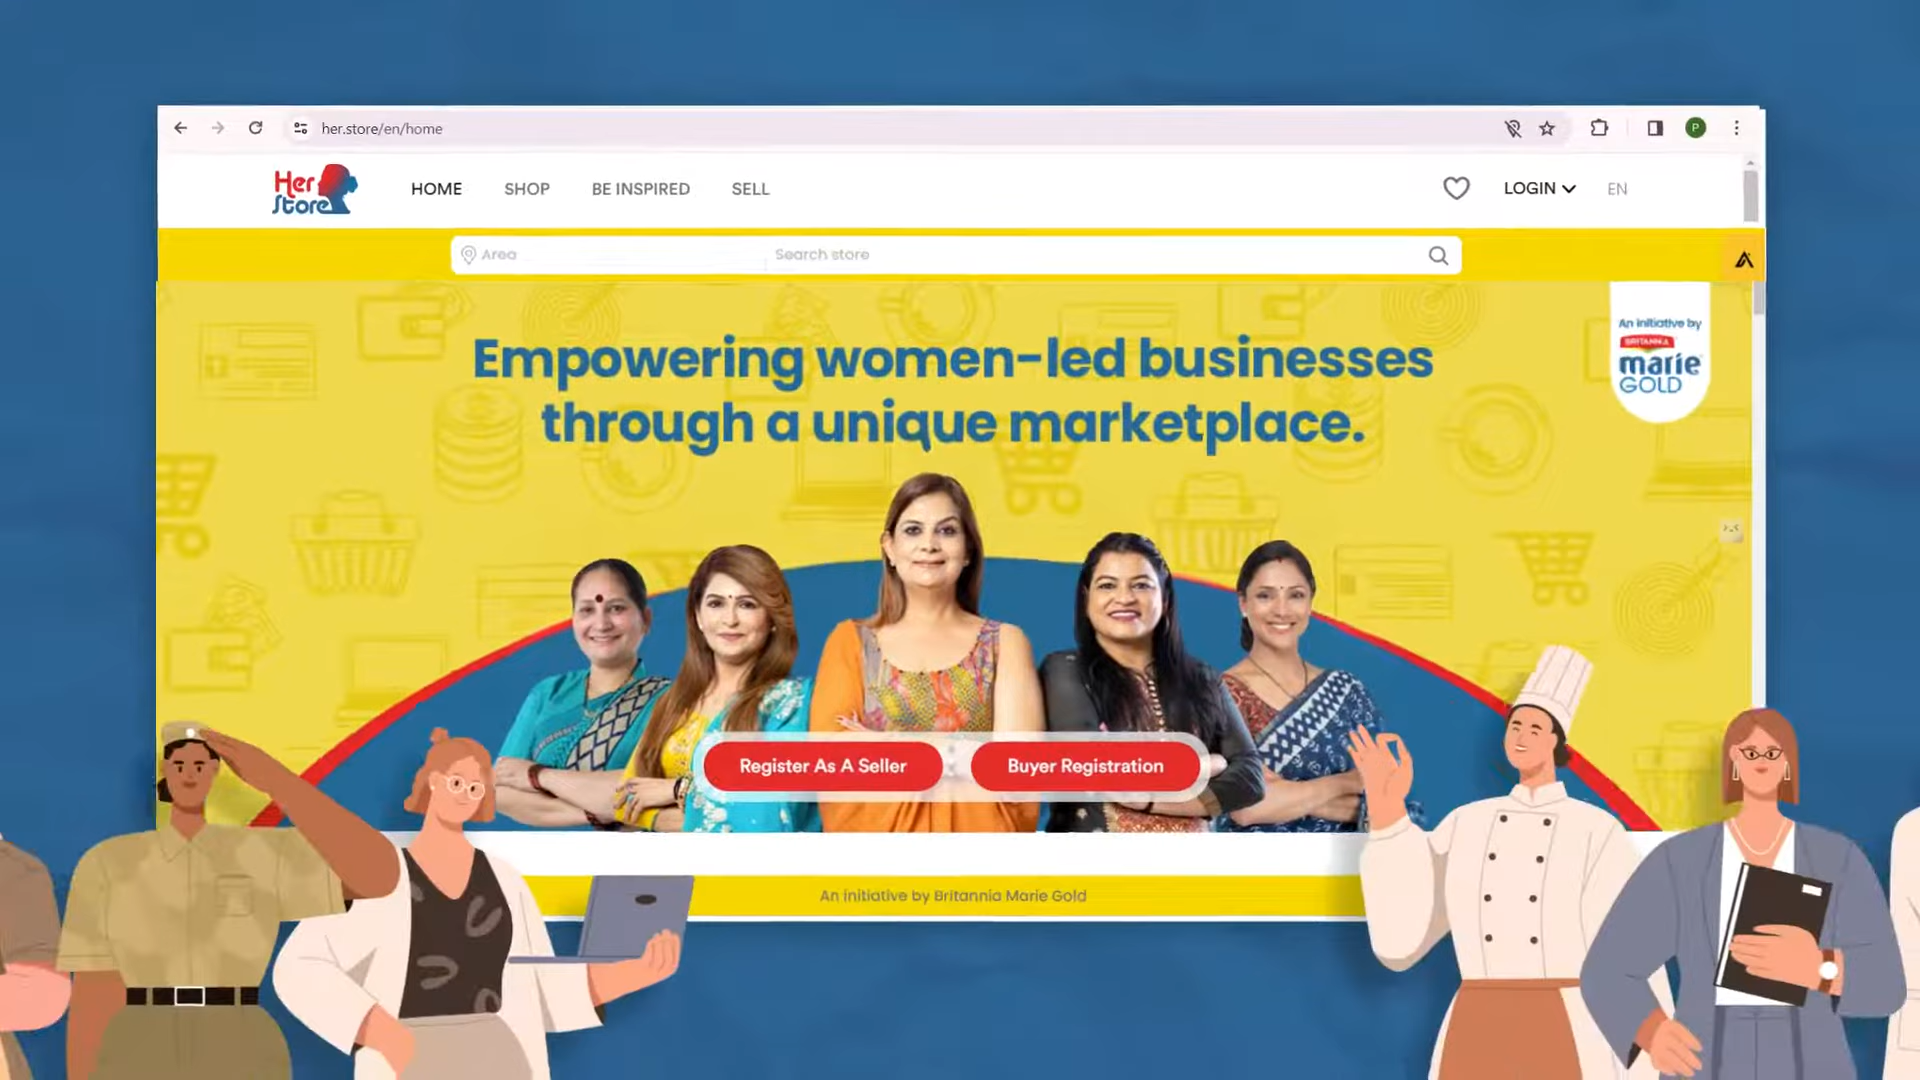 her.store/en/home
P
Her
Store
HOME
SHOP
BE INSPIRED
SELL
LOGIN
EN
Area
Search store
An initiative by
BRITANNIA
marie
GOLD
Empowering women-led businesses
through a unique marketplace.
Register As A Seller
Buyer Registration
An initiative by Britannia Marie Gold